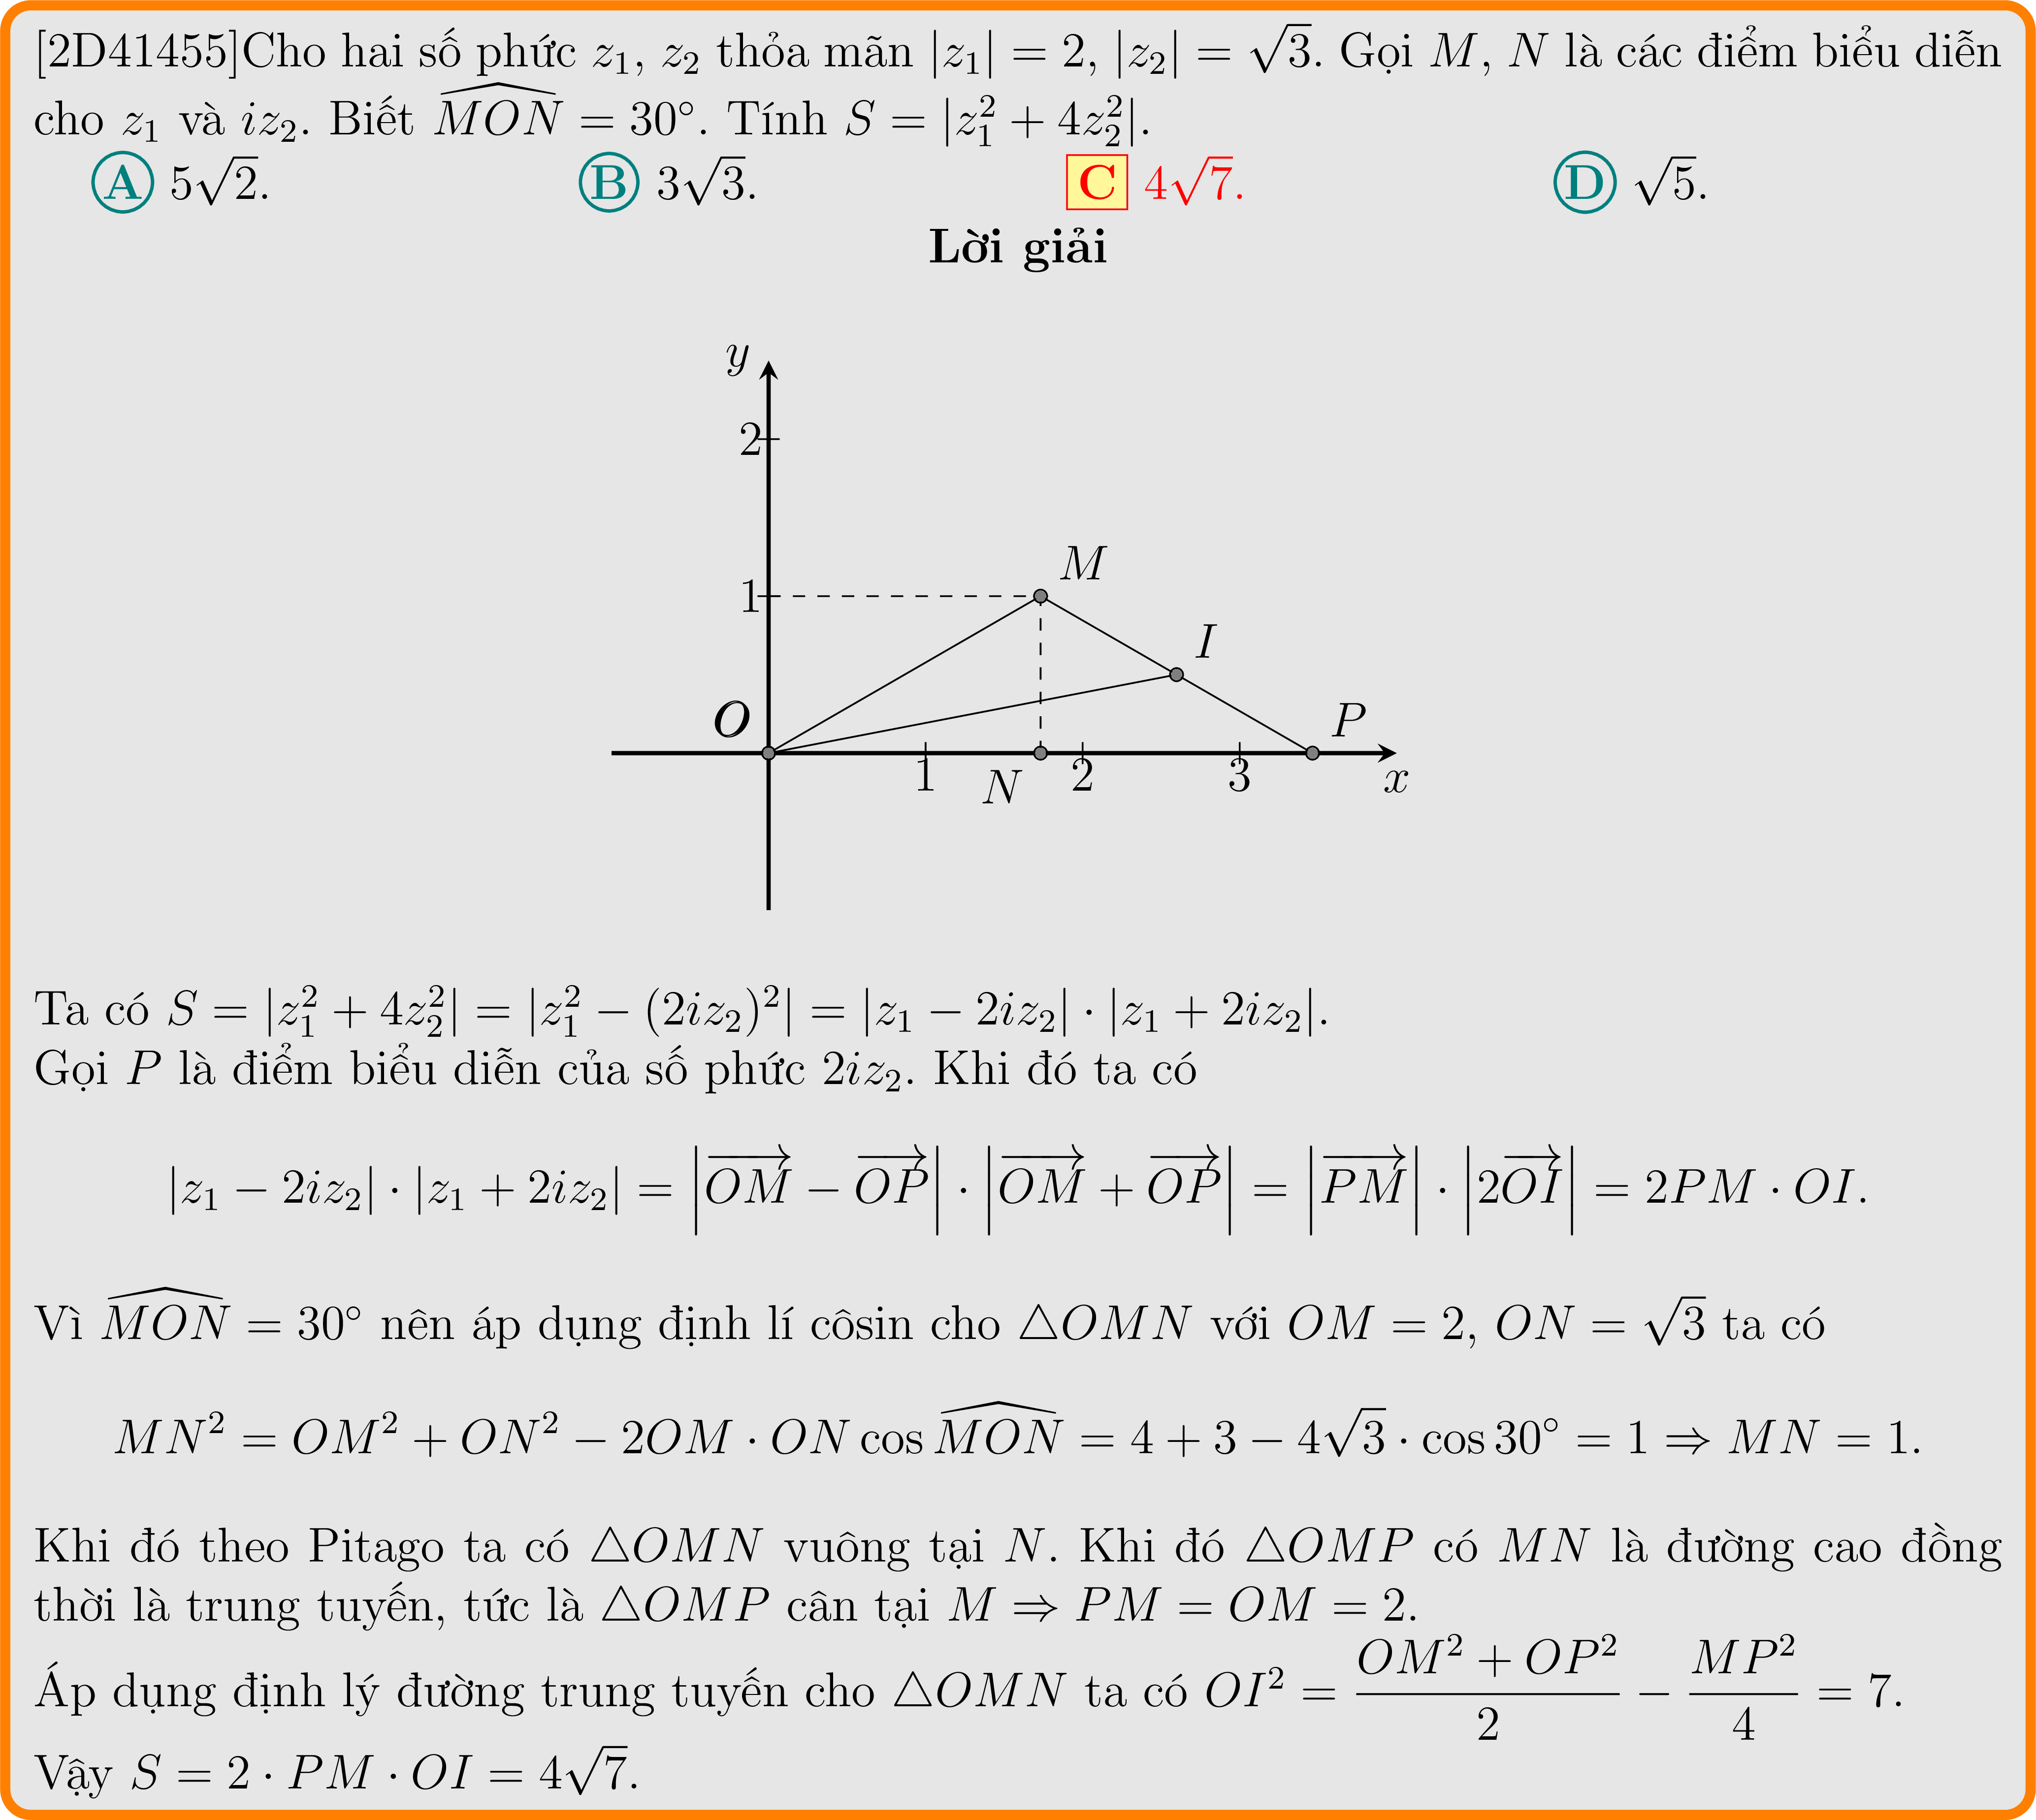 [2D41455]Cho hai số phức $z_1$, $z_2$ thỏa mãn $|z_1| = 2$, $|z_2| = \sqrt{3}$. Gọi $M$, $N$ là các điểm biểu diễn
cho $z_1$ và $iz_2$. Biết $\widehat{MON} = 30^\circ$. Tính $S = |z_1^2 + 4z_2^2|$.
A $5\sqrt{2}$. B $3\sqrt{3}$. C $4\sqrt{7}$. D $\sqrt{5}$.
Lời giải
y
2
M
1
I
O
P
1 N 2 3 x
Ta có $S = |z_1^2 + 4z_2^2| = |z_1^2 - (2iz_2)^2| = |z_1 - 2iz_2| \cdot |z_1 + 2iz_2|$.
Gọi $P$ là điểm biểu diễn của số phức $2iz_2$. Khi đó ta có
$|z_1 - 2iz_2| \cdot |z_1 + 2iz_2| = \left|\overrightarrow{OM} - \overrightarrow{OP}\right| \cdot \left|\overrightarrow{OM} + \overrightarrow{OP}\right| = \left|\overrightarrow{PM}\right| \cdot \left|2\overrightarrow{OI}\right| = 2PM \cdot OI.$
Vì $\widehat{MON} = 30^\circ$ nên áp dụng định lí côsin cho $\triangle OMN$ với $OM = 2$, $ON = \sqrt{3}$ ta có
$MN^2 = OM^2 + ON^2 - 2OM \cdot ON \cos \widehat{MON} = 4 + 3 - 4\sqrt{3} \cdot \cos 30^\circ = 1 \Rightarrow MN = 1.$
Khi đó theo Pitago ta có $\triangle OMN$ vuông tại $N$. Khi đó $\triangle OMP$ có $MN$ là đường cao đồng
thời là trung tuyến, tức là $\triangle OMP$ cân tại $M \Rightarrow PM = OM = 2$.
Áp dụng định lý đường trung tuyến cho $\triangle OMN$ ta có $OI^2 = \dfrac{OM^2 + OP^2}{2} - \dfrac{MP^2}{4} = 7$.
Vậy $S = 2 \cdot PM \cdot OI = 4\sqrt{7}$.